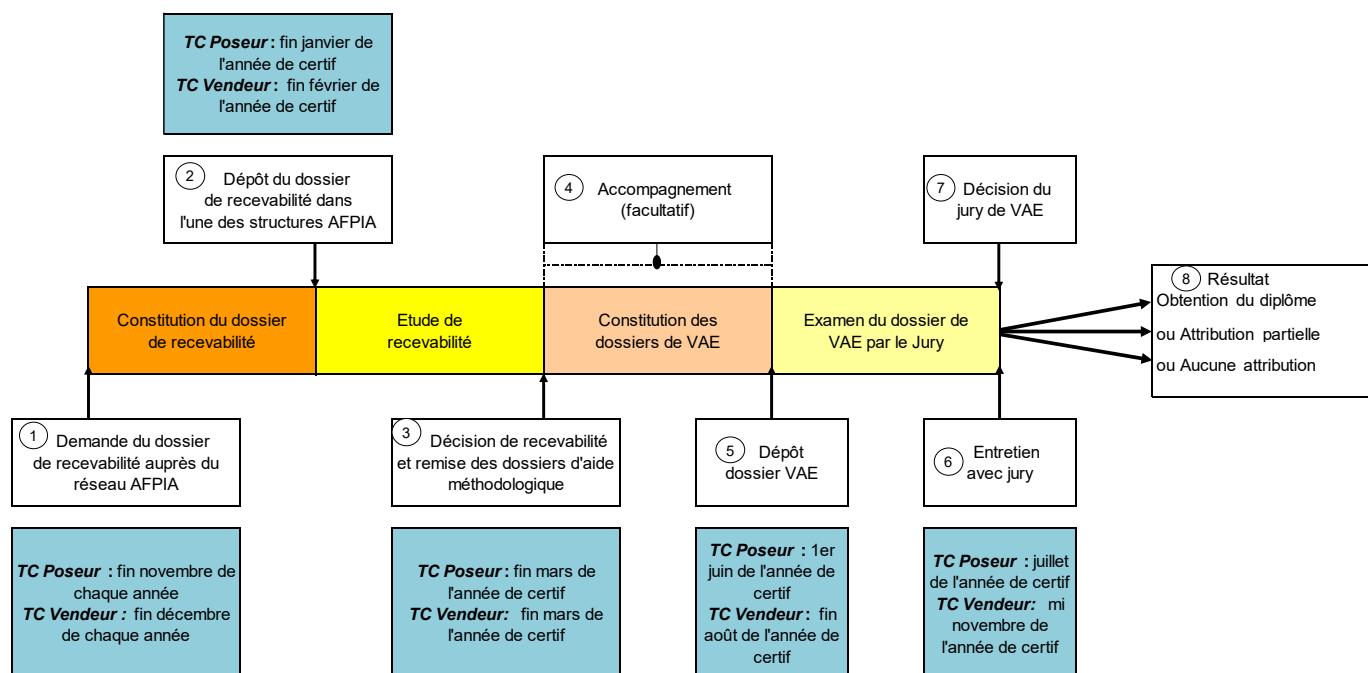 TC Poseur : fin janvier de
l'année de certif
TC Vendeur : fin février de
l'année de certif
2 Dépôt du dossier
de recevabilité dans
l'une des structures AFPIA
4 Accompagnement
(facultatif)
7 Décision du
jury de VAE
Constitution du dossier
de recevabilité
Etude de
recevabilité
Constitution des
dossiers de VAE
Examen du dossier de
VAE par le Jury
8 Résultat
Obtention du diplôme
ou Attribution partielle
ou Aucune attribution
1 Demande du dossier
de recevabilité auprès du
réseau AFPIA
3 Décision de recevabilité
et remise des dossiers d'aide
méthodologique
5 Dépôt
dossier VAE
6 Entretien
avec jury
TC Poseur : fin novembre de
chaque année
TC Vendeur : fin décembre
de chaque année
TC Poseur : fin mars de
l'année de certif
TC Vendeur: fin mars de
l'année de certif
TC Poseur : 1er
juin de l'année de
certif
TC Vendeur : fin
août de l'année de
certif
TC Poseur : juillet
de l'année de certif
TC Vendeur: mi
novembre de
l'année de certif